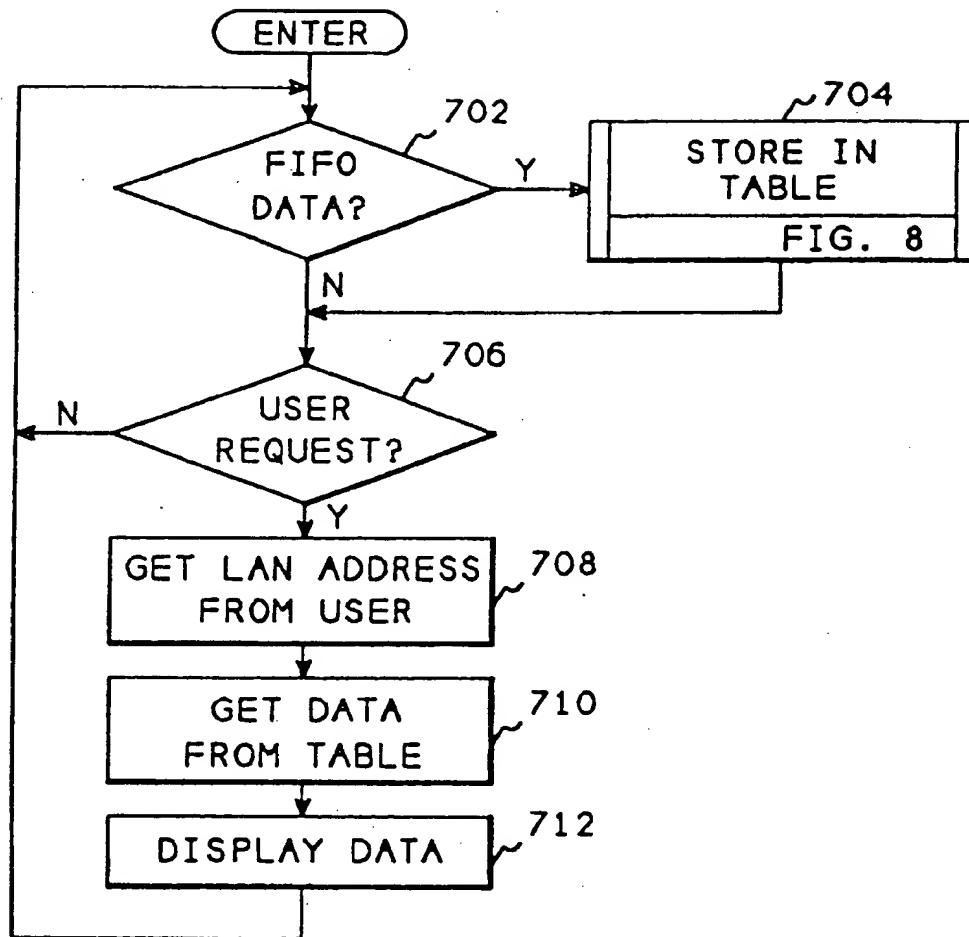 ENTER
702
FIFO
DATA?
Y
704
STORE IN
TABLE
FIG. 8
N
706
USER
REQUEST?
N
Y
GET LAN ADDRESS
FROM USER
708
GET DATA
FROM TABLE
710
DISPLAY DATA
712